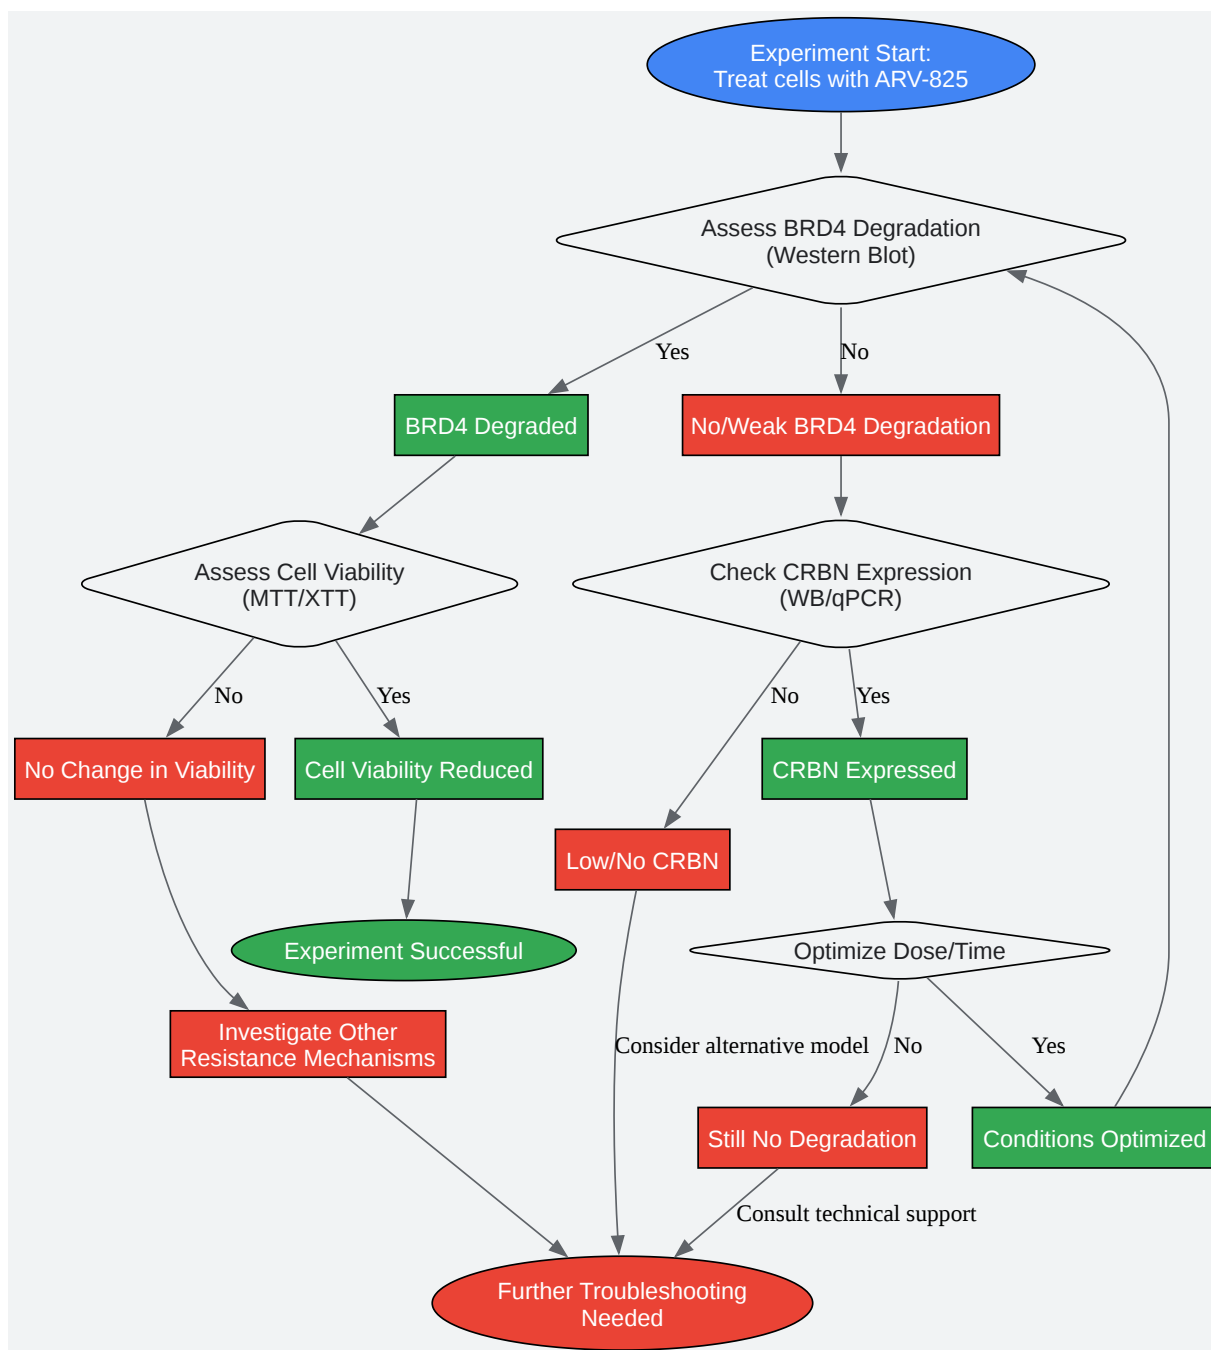 Experiment Start:
Treat cells with ARV-825
Assess BRD4 Degradation
(Western Blot)
Yes
No
BRD4 Degraded
No/Weak BRD4 Degradation
Assess Cell Viability
(MTT/XTT)
Check CRBN Expression
(WB/qPCR)
No
Yes
No
Yes
No Change in Viability
Cell Viability Reduced
CRBN Expressed
Low/No CRBN
Experiment Successful
Optimize Dose/Time
Investigate Other
Resistance Mechanisms
Consider alternative model
No
Yes
Still No Degradation
Conditions Optimized
Consult technical support
Further Troubleshooting
Needed